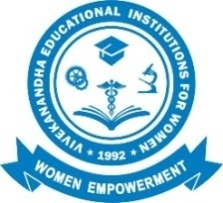 VIVEKANANDHA EDUCATIONAL INSTITUTIONS FOR WOMEN
* 1992 *
WOMEN EMPOWERMENT